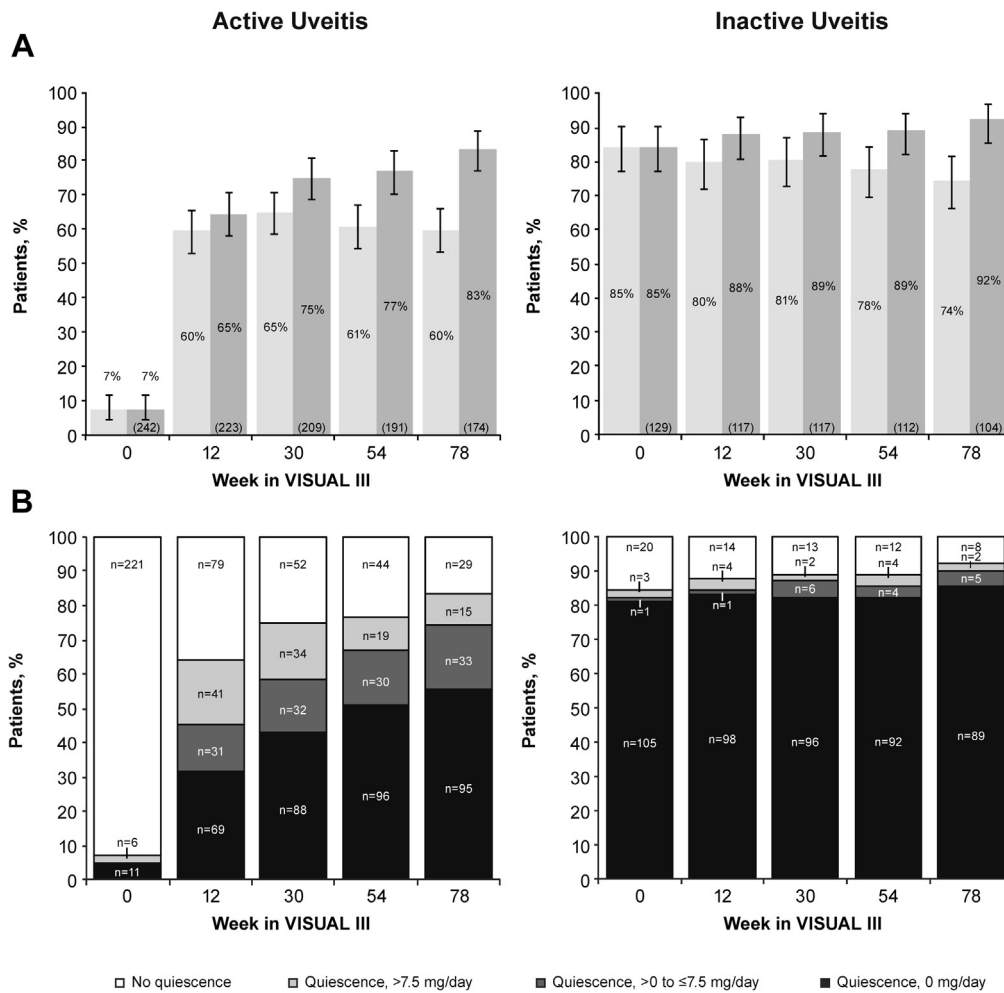 Active Uveitis
Inactive Uveitis
A
Patients, %
100
90
80
70
60
50
40
30
20
10
0
7% 7% 60% 65% 65% 75% 61% 77% 60% 83%
(242) (223) (209) (191) (174)
0 12 30 54 78
Week in VISUAL III
Patients, %
100
90
80
70
60
50
40
30
20
10
0
85% 85% 80% 88% 81% 89% 78% 89% 74% 92%
(129) (117) (117) (112) (104)
0 12 30 54 78
Week in VISUAL III
B
Patients, %
100
90
80
70
60
50
40
30
20
10
0
n=221 n=79 n=52 n=44 n=29
n=6 n=41 n=34 n=19 n=15
n=31 n=32 n=30 n=33
n=11 n=69 n=88 n=96 n=95
0 12 30 54 78
Week in VISUAL III
Patients, %
100
90
80
70
60
50
40
30
20
10
0
n=20 n=14 n=13 n=12 n=8
n=3 n=4 n=2 n=4 n=2
n=1 n=1 n=6 n=4 n=5
n=105 n=98 n=96 n=92 n=89
0 12 30 54 78
Week in VISUAL III
No quiescence Quiescence, >7.5 mg/day Quiescence, >0 to ≤7.5 mg/day Quiescence, 0 mg/day